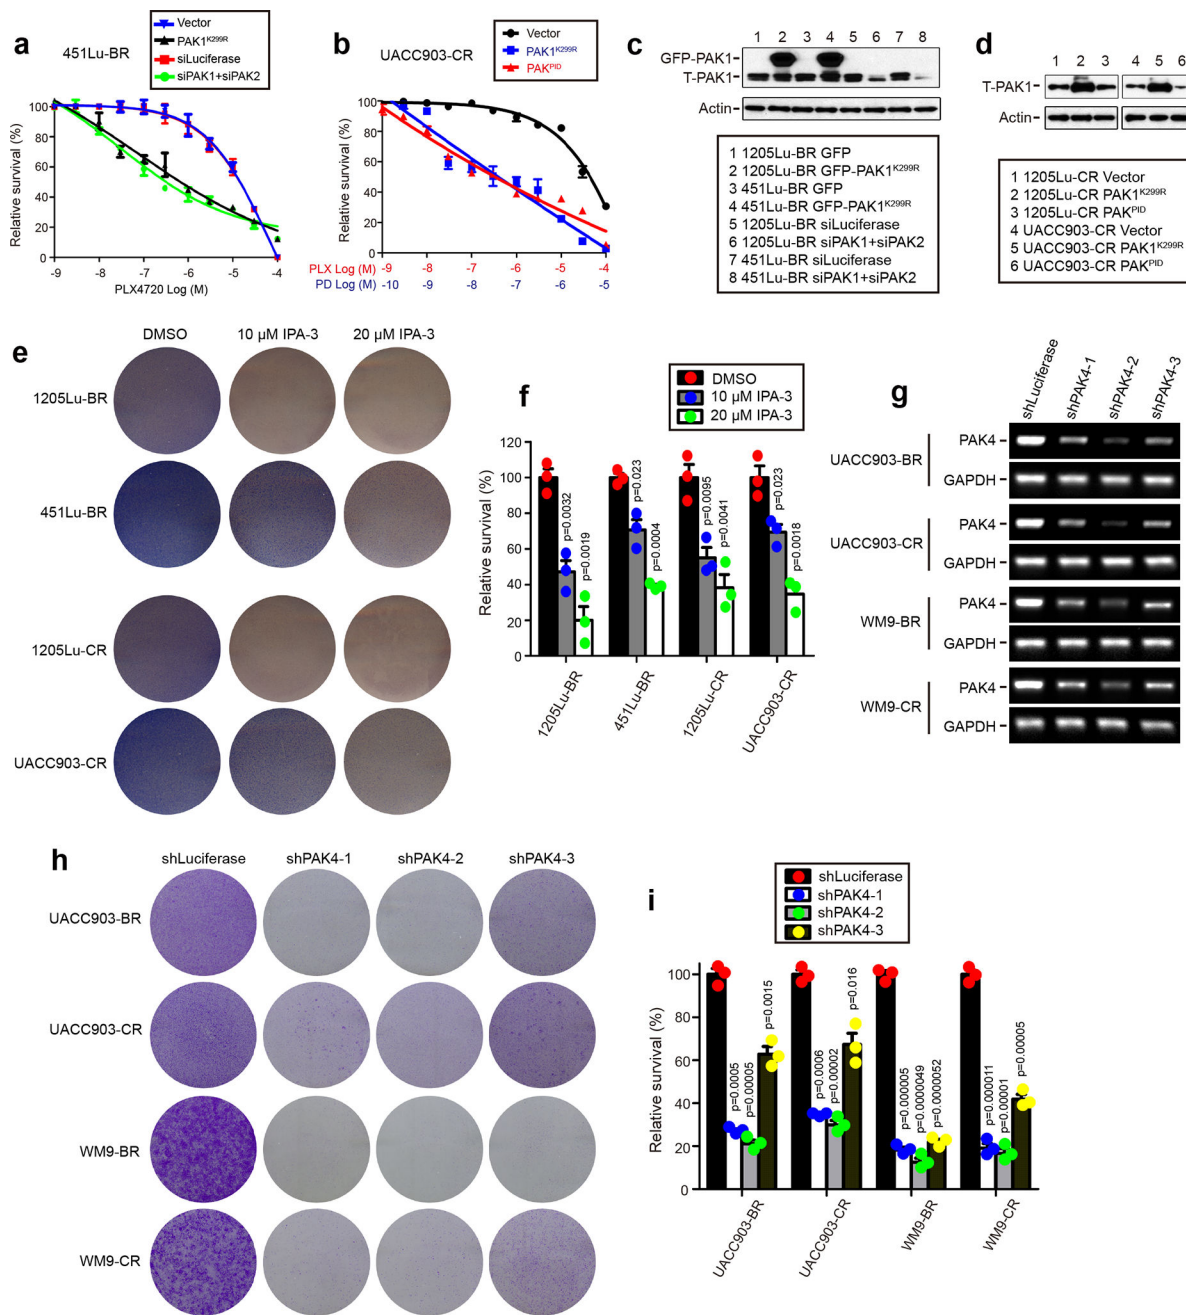 a
451Lu-BR
Vector
PAK1K299R
siLuciferase
siPAK1+siPAK2
Relative survival (%)
100
80
60
40
20
0
-9 -8 -7 -6 -5 -4
PLX4720 Log (M)
b
UACC903-CR
Vector
PAK1K299R
PAKPID
Relative survival (%)
100
80
60
40
20
0
PLX Log (M) -9 -8 -7 -6 -5 -4
PD Log (M) -10 -9 -8 -7 -6 -5
c
1 2 3 4 5 6 7 8
GFP-PAK1
T-PAK1
Actin
1 1205Lu-BR GFP
2 1205Lu-BR GFP-PAK1K299R
3 451Lu-BR GFP
4 451Lu-BR GFP-PAK1K299R
5 1205Lu-BR siLuciferase
6 1205Lu-BR siPAK1+siPAK2
7 451Lu-BR siLuciferase
8 451Lu-BR siPAK1+siPAK2
d
1 2 3 4 5 6
T-PAK1
Actin
1 1205Lu-CR Vector
2 1205Lu-CR PAK1K299R
3 1205Lu-CR PAKPID
4 UACC903-CR Vector
5 UACC903-CR PAK1K299R
6 UACC903-CR PAKPID
e
DMSO 10 µM IPA-3 20 µM IPA-3
1205Lu-BR
451Lu-BR
1205Lu-CR
UACC903-CR
f
DMSO
10 µM IPA-3
20 µM IPA-3
Relative survival (%)
120
100
80
60
40
20
0
p=0.0032
p=0.0019
p=0.023
p=0.0004
p=0.0095
p=0.0041
p=0.023
p=0.0018
1205Lu-BR
451Lu-BR
1205Lu-CR
UACC903-CR
g
shLuciferase
shPAK4-1
shPAK4-2
shPAK4-3
UACC903-BR
PAK4
GAPDH
UACC903-CR
PAK4
GAPDH
WM9-BR
PAK4
GAPDH
WM9-CR
PAK4
GAPDH
h
shLuciferase shPAK4-1 shPAK4-2 shPAK4-3
UACC903-BR
UACC903-CR
WM9-BR
WM9-CR
i
shLuciferase
shPAK4-1
shPAK4-2
shPAK4-3
Relative survival (%)
100
80
60
40
20
0
p=0.0005
p=0.00005
p=0.0015
p=0.0006
p=0.00002
p=0.016
p=0.000005
p=0.0000049
p=0.0000052
p=0.000011
p=0.0001
p=0.00005
UACC903-BR
UACC903-CR
WM9-BR
WM9-CR